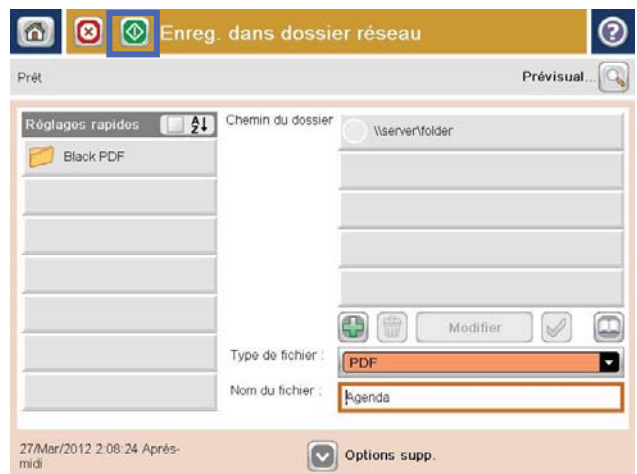 Enreg. dans dossier réseau
Prêt
Prévisual...
Réglages rapides
Chemin du dossier
\\server\folder
Black PDF
Modifier
Type de fichier :
PDF
Nom du fichier :
Agenda
27/Mar/2012 2:08:24 Après-
midi
Options supp.